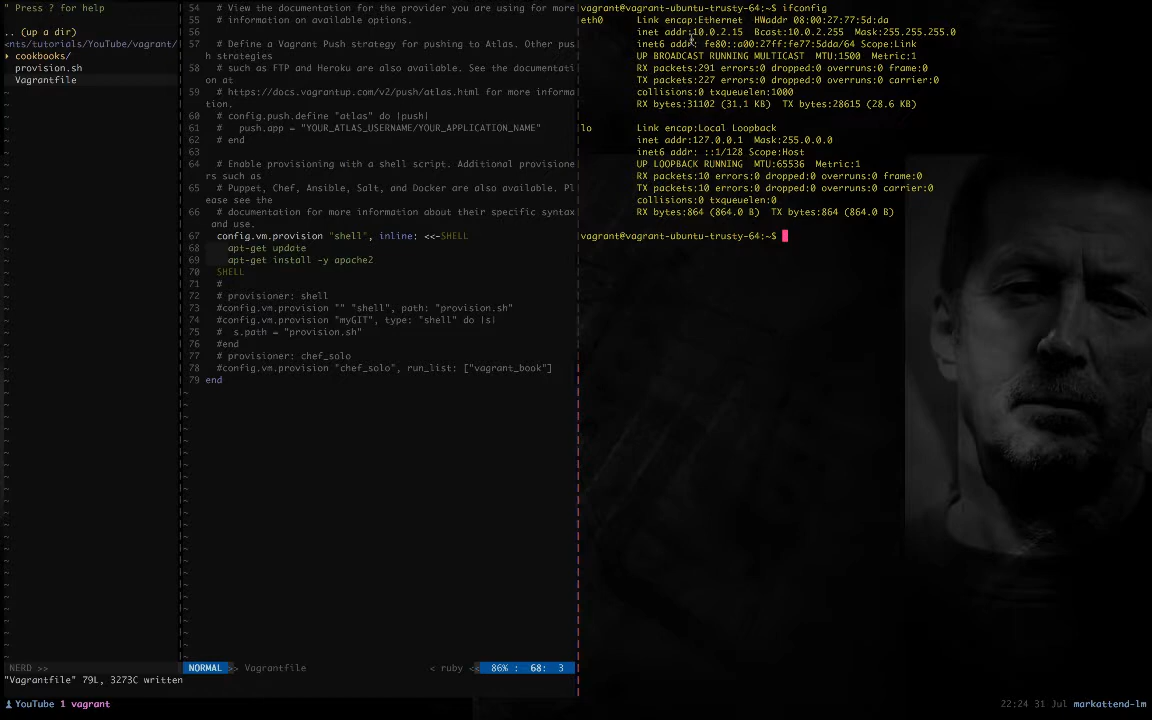 " Press ? for help
.. (up a dir)
<nts/tutorials/YouTube/vagrant/
▸ cookbooks/
provision.sh
Vagrantfile
NERD >>
54 # View the documentation for the provider you are using for more
55 # information on available options.
56
57 # Define a Vagrant Push strategy for pushing to Atlas. Other pus
h strategies
58 # such as FTP and Heroku are also available. See the documentati
on at
59 # https://docs.vagrantup.com/v2/push/atlas.html for more informa
tion.
60 # config.push.define "atlas" do |push|
61 #   push.app = "YOUR_ATLAS_USERNAME/YOUR_APPLICATION_NAME"
62 # end
63
64 # Enable provisioning with a shell script. Additional provisione
rs such as
65 # Puppet, Chef, Ansible, Salt, and Docker are also available. Pl
ease see the
66 # documentation for more information about their specific syntax
and use.
67 config.vm.provision "shell", inline: <<-SHELL
68 apt-get update
69 apt-get install -y apache2
70 SHELL
71 #
72 # provisioner: shell
73 #config.vm.provision "" "shell", path: "provision.sh"
74 #config.vm.provision "myGIT", type: "shell" do |s|
75 #  s.path = "provision.sh"
76 #end
77 # provisioner: chef_solo
78 #config.vm.provision "chef_solo", run_list: ["vagrant_book"]
79 end
NORMAL >> Vagrantfile < ruby << 86% : 68: 3
"Vagrantfile" 79L, 3273C written
vagrant@vagrant-ubuntu-trusty-64:~$ ifconfig
eth0 Link encap:Ethernet HWaddr 08:00:27:77:5d:da
inet addr:10.0.2.15 Bcast:10.0.2.255 Mask:255.255.255.0
inet6 addr: fe80::a00:27ff:fe77:5dda/64 Scope:Link
UP BROADCAST RUNNING MULTICAST MTU:1500 Metric:1
RX packets:291 errors:0 dropped:0 overruns:0 frame:0
TX packets:227 errors:0 dropped:0 overruns:0 carrier:0
collisions:0 txqueuelen:1000
RX bytes:31102 (31.1 KB) TX bytes:28615 (28.6 KB)
lo Link encap:Local Loopback
inet addr:127.0.0.1 Mask:255.0.0.0
inet6 addr: ::1/128 Scope:Host
UP LOOPBACK RUNNING MTU:65536 Metric:1
RX packets:10 errors:0 dropped:0 overruns:0 frame:0
TX packets:10 errors:0 dropped:0 overruns:0 carrier:0
collisions:0 txqueuelen:0
RX bytes:864 (864.0 B) TX bytes:864 (864.0 B)
vagrant@vagrant-ubuntu-trusty-64:~$
YouTube 1 vagrant
22:24 31 Jul markattend-lm